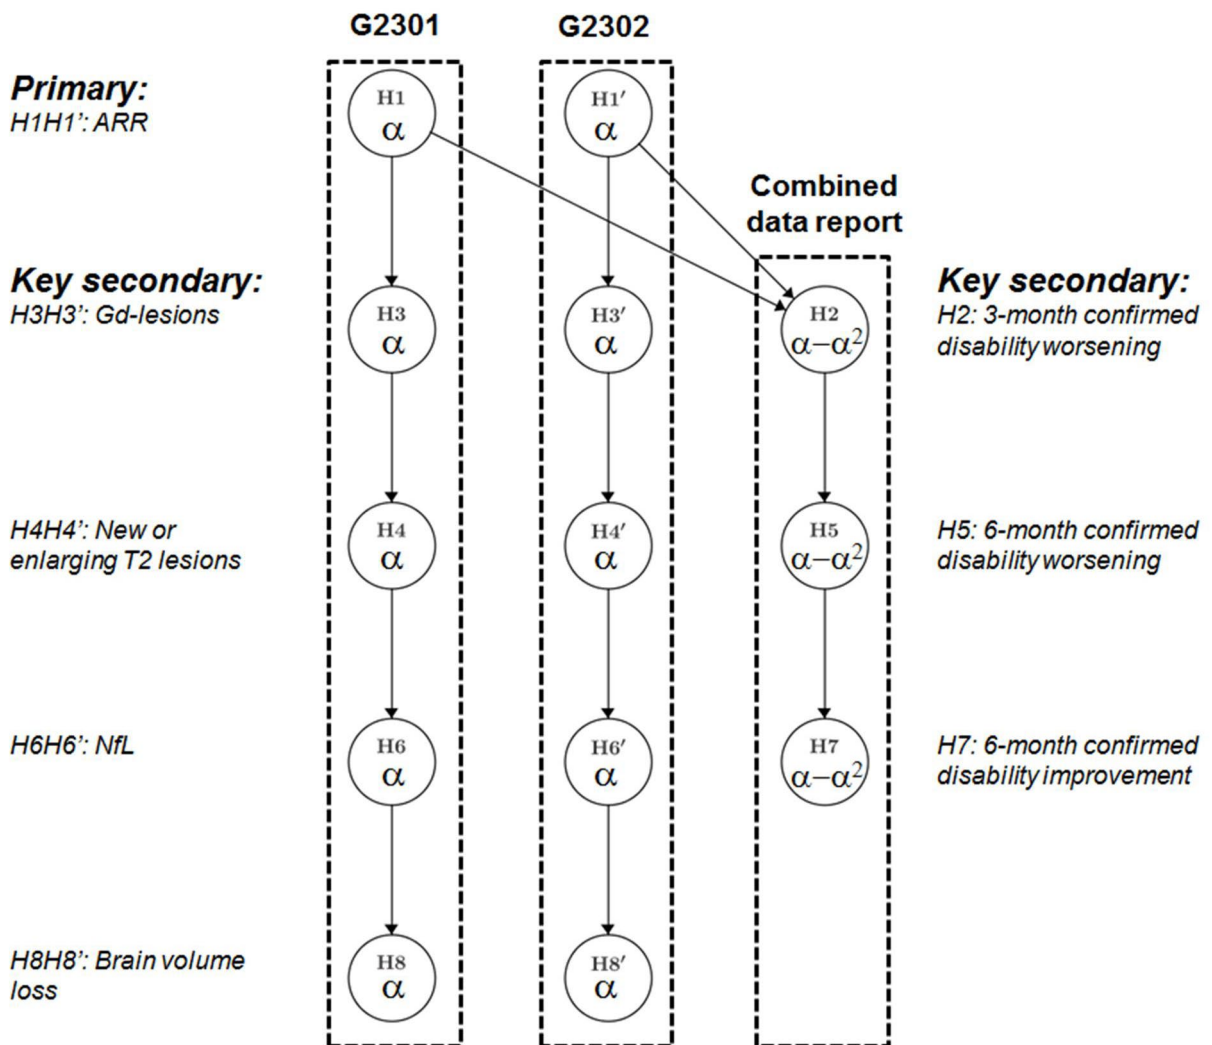 G2301
G2302
Primary:
H1H1’: ARR
H1
α
H1′
α
Combined
data report
Key secondary:
H3H3’: Gd-lesions
H3
α
H3′
α
H2
α−α²
Key secondary:
H2: 3-month confirmed
disability worsening
H4H4’: New or
enlarging T2 lesions
H4
α
H4′
α
H5
α−α²
H5: 6-month confirmed
disability worsening
H6H6’: NfL
H6
α
H6′
α
H7
α−α²
H7: 6-month confirmed
disability improvement
H8H8’: Brain volume
loss
H8
α
H8′
α